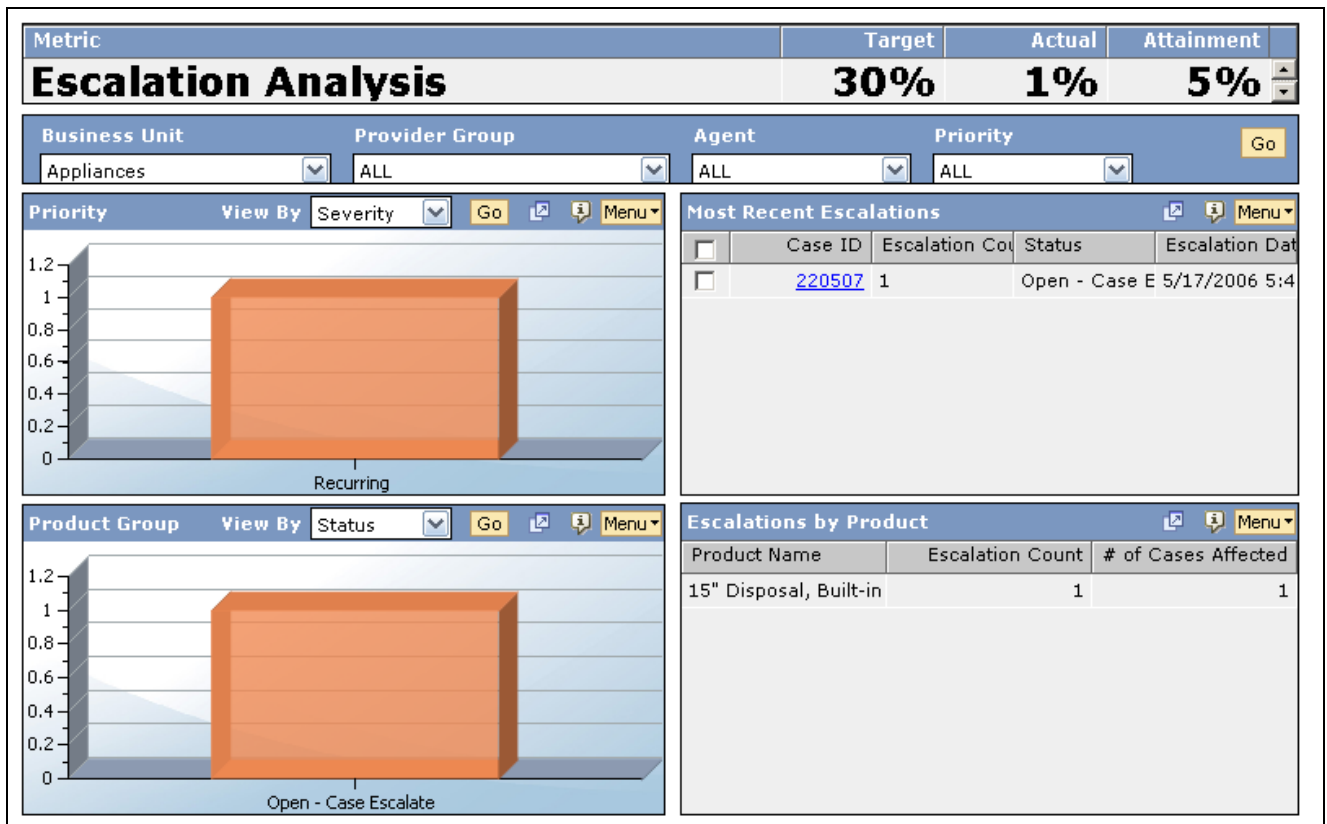 Metric Target Actual Attainment
Escalation Analysis 30% 1% 5%
Business Unit Provider Group Agent Priority Go
Appliances ALL ALL ALL
Priority View By Severity Go Menu
1.2
1
0.8
0.6
0.4
0.2
0
Recurring
Most Recent Escalations Menu
Case ID Escalation Cou Status Escalation Dat
220507 1 Open - Case E 5/17/2006 5:4
Product Group View By Status Go Menu
1.2
1
0.8
0.6
0.4
0.2
0
Open - Case Escalate
Escalations by Product Menu
Product Name Escalation Count # of Cases Affected
15" Disposal, Built-in 1 1